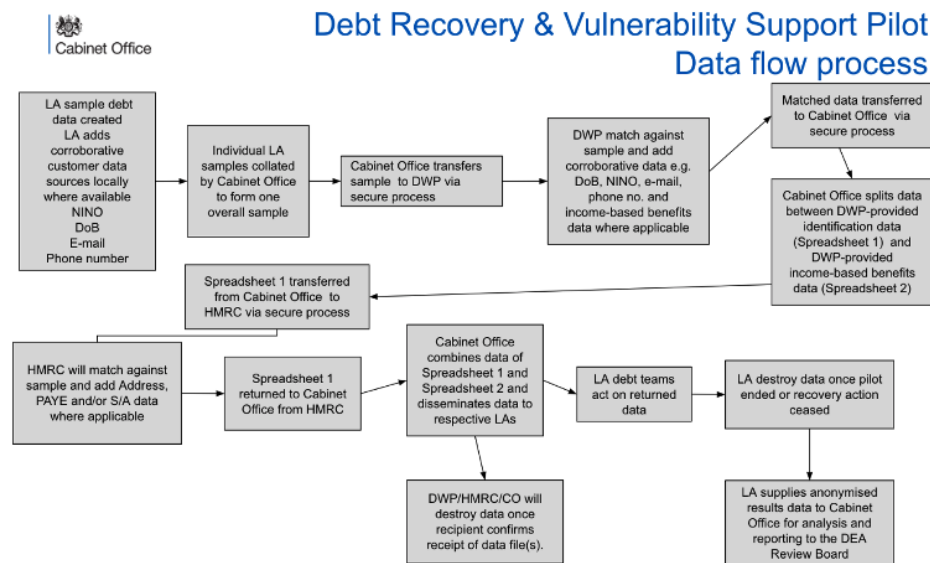 Cabinet Office
Debt Recovery & Vulnerability Support Pilot
Data flow process
LA sample debt
data created
LA adds
corroborative
customer data
sources locally
where available
NINO
DoB
E-mail
Phone number
Individual LA
samples collated
by Cabinet Office
to form one
overall sample
Cabinet Office transfers
sample to DWP via
secure process
DWP match against
sample and add
corroborative data e.g.
DoB, NINO, e-mail,
phone no. and
income-based benefits
data where applicable
Matched data transferred
to Cabinet Office via
secure process
Cabinet Office splits data
between DWP-provided
identification data
(Spreadsheet 1) and
DWP-provided
income-based benefits
data (Spreadsheet 2)
Spreadsheet 1 transferred
from Cabinet Office to
HMRC via secure process
HMRC will match against
sample and add Address,
PAYE and/or S/A data
where applicable
Spreadsheet 1
returned to Cabinet
Office from HMRC
Cabinet Office
combines data of
Spreadsheet 1 and
Spreadsheet 2 and
disseminates data to
respective LAs
LA debt teams
act on returned
data
LA destroy data once pilot
ended or recovery action
ceased
DWP/HMRC/CO will
destroy data once
recipient confirms
receipt of data file(s).
LA supplies anonymised
results data to Cabinet
Office for analysis and
reporting to the DEA
Review Board